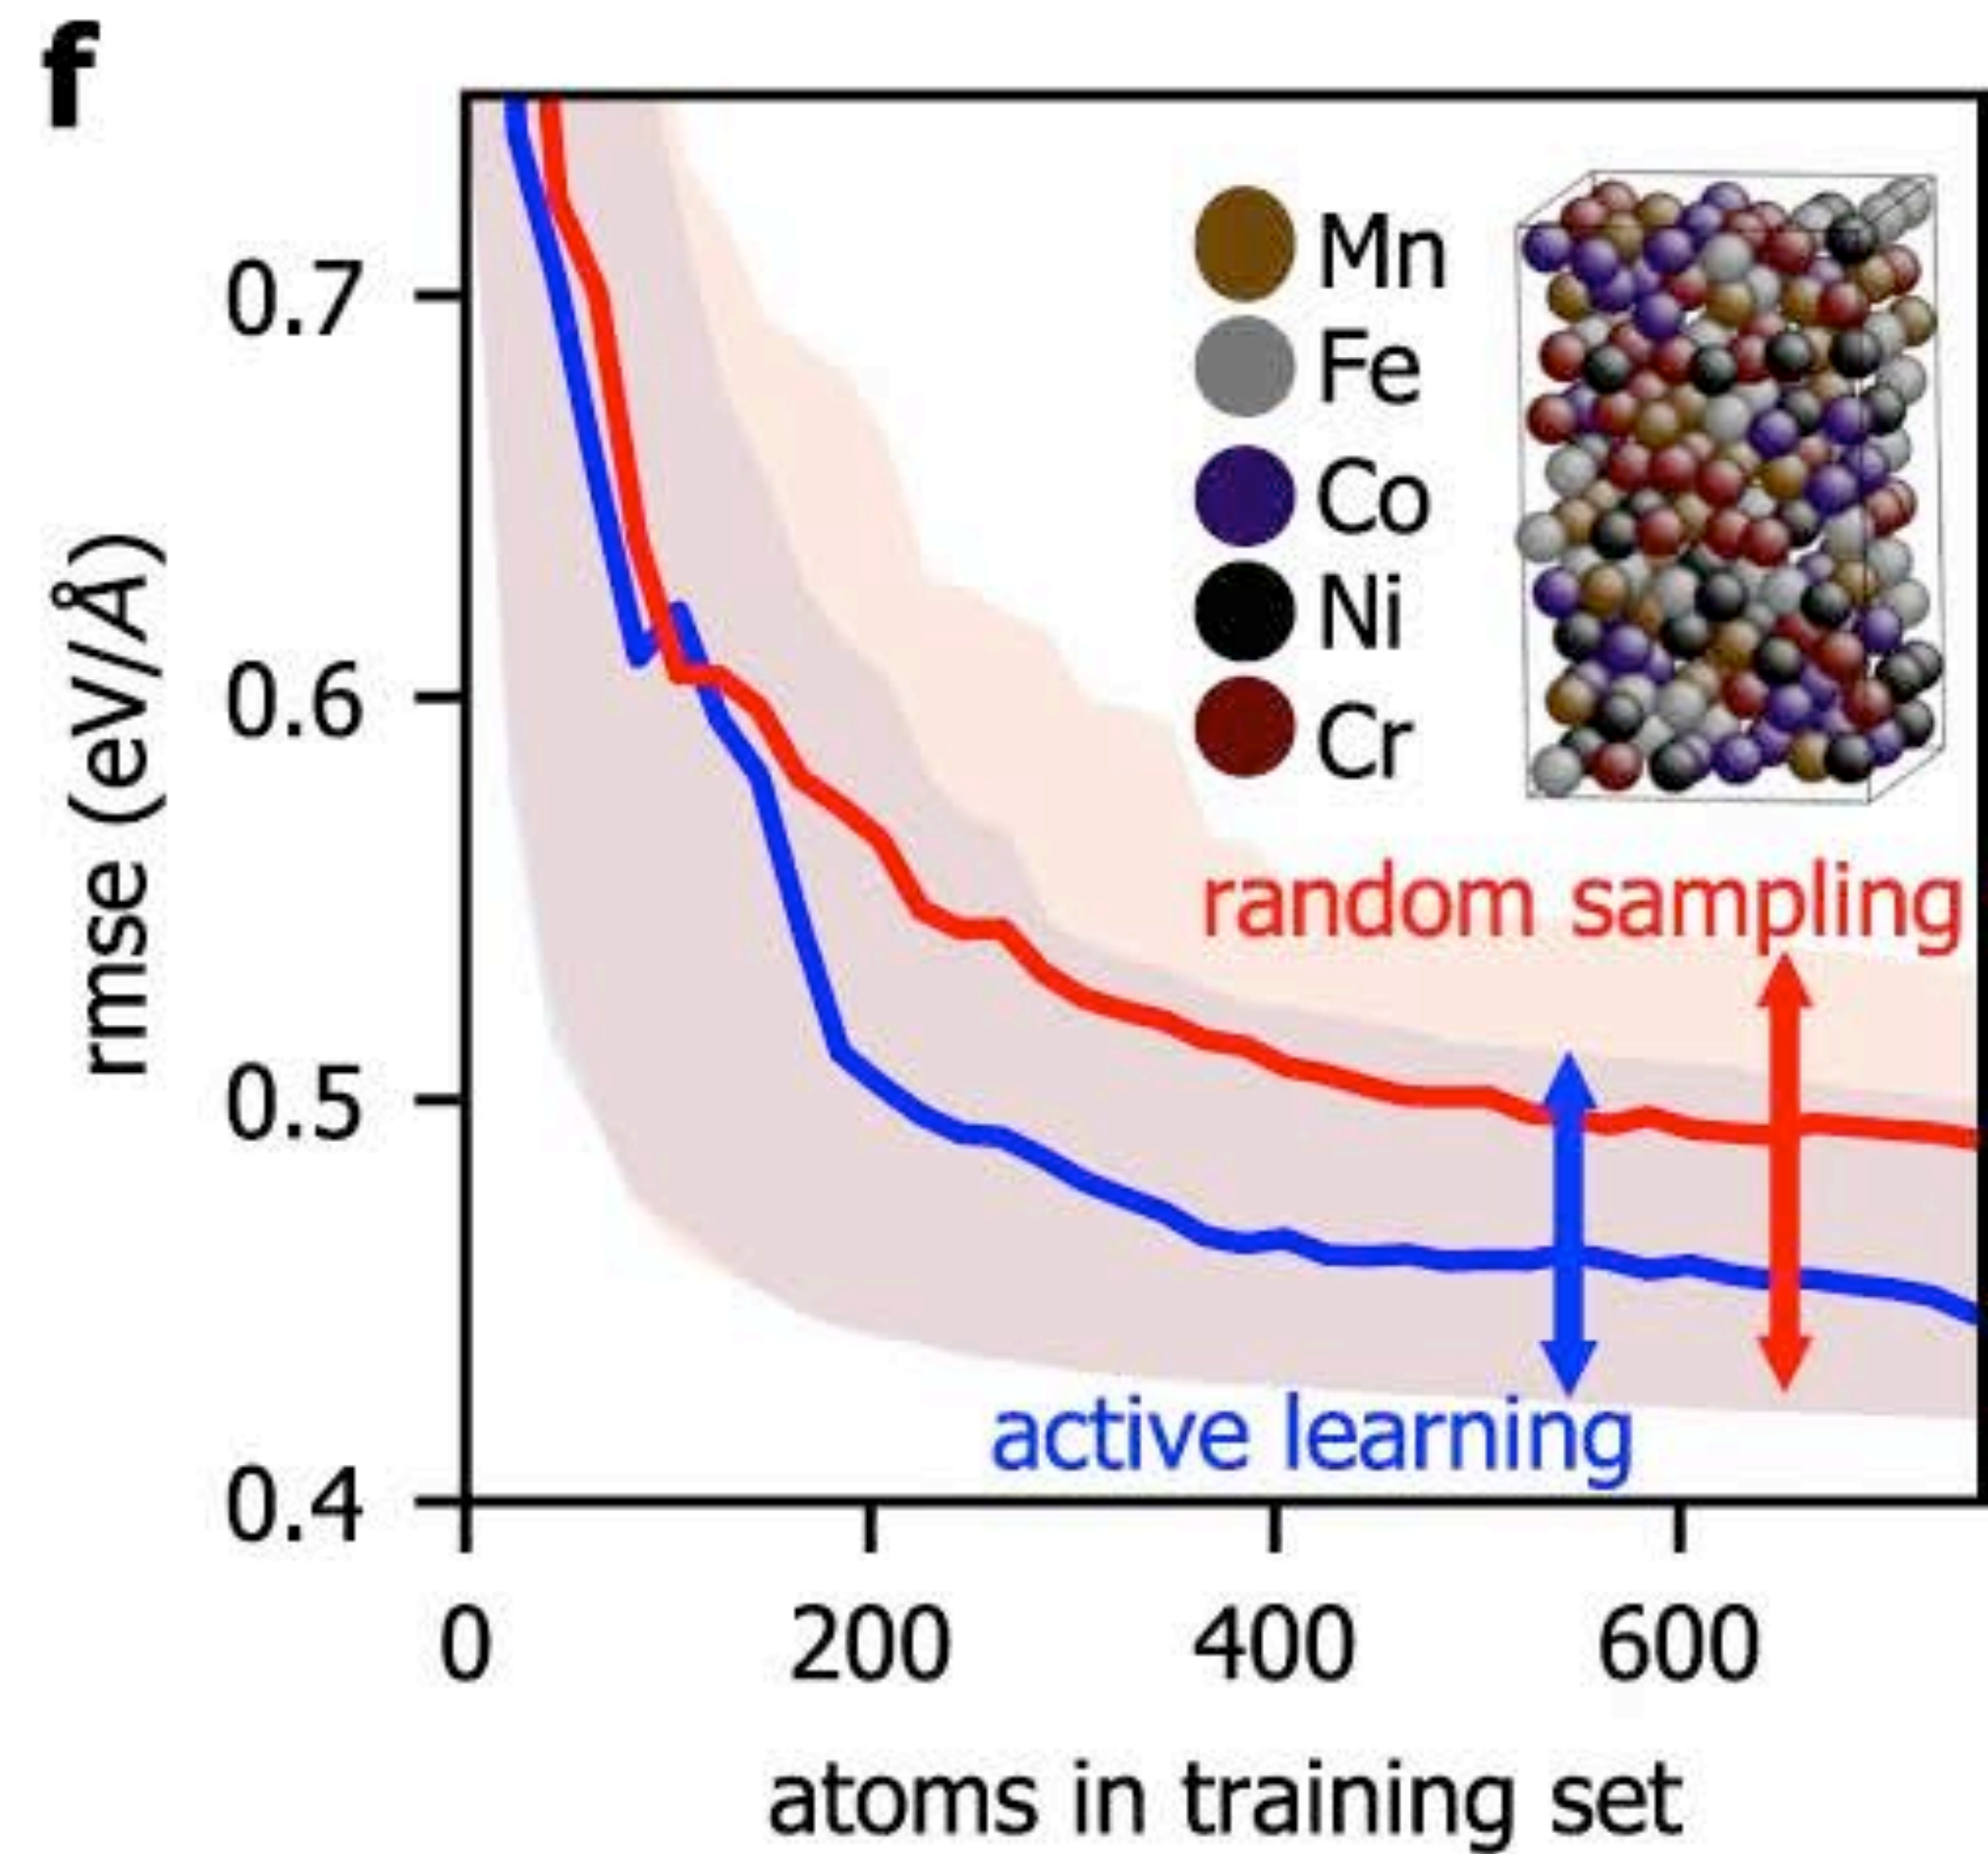 f
0.7
0.6
0.5
0.4
rmse (eV/Å)
Mn
Fe
Co
Ni
Cr
random sampling
active learning
0 200 400 600
atoms in training set